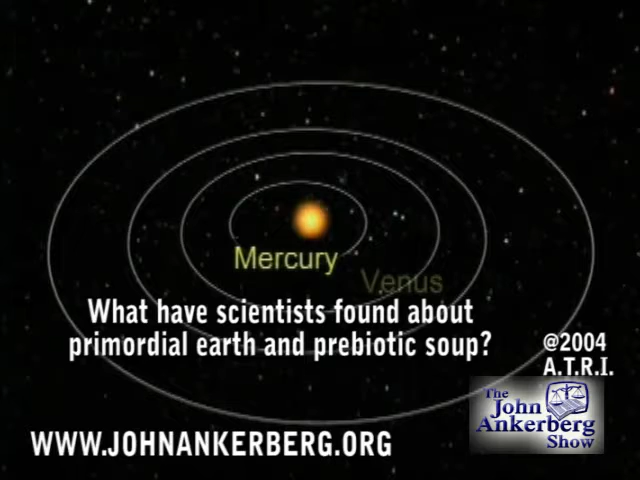 Mercury
Venus
What have scientists found about
primordial earth and prebiotic soup?
@2004
A.T.R.I.
The
John
Ankerberg
Show
WWW.JOHNANKERBERG.ORG